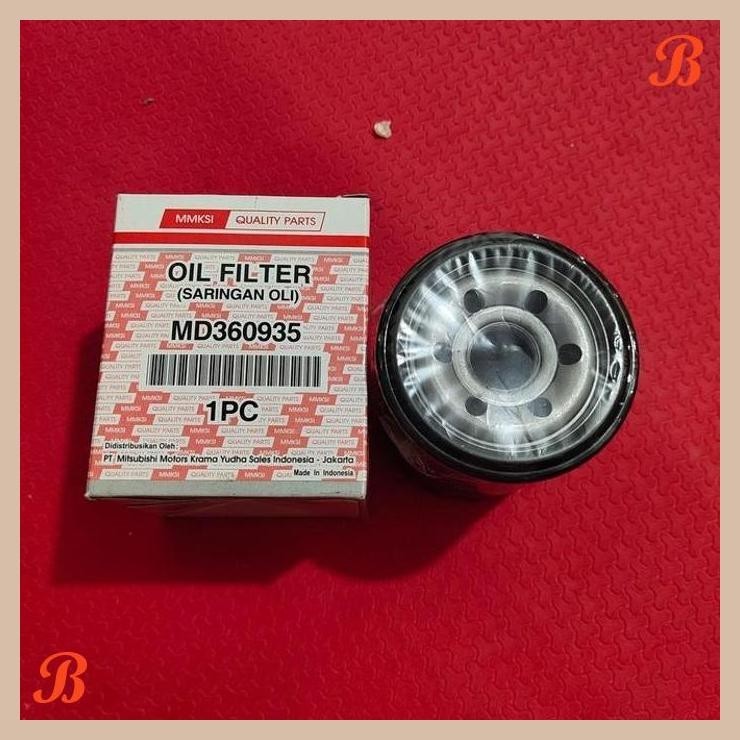 B
MMKSI QUALITY PARTS
OIL FILTER
(SARINGAN OLI)
MD360935
1PC
Didistribusikan Oleh :
PT. Mitsubishi Motors Krama Yudha Sales Indonesia - Jakarta
Made In Indonesia
B